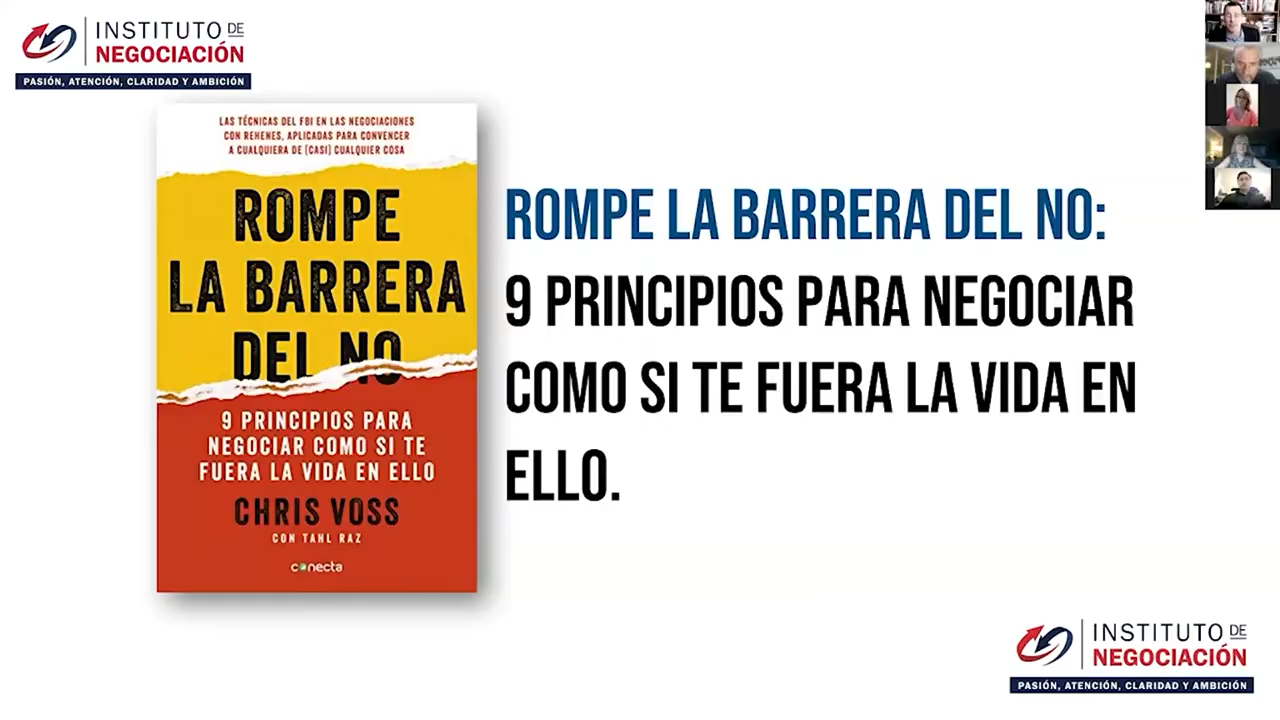 INSTITUTO DE
NEGOCIACIÓN
PASIÓN, ATENCIÓN, CLARIDAD Y AMBICIÓN
LAS TÉCNICAS DEL FBI EN LAS NEGOCIACIONES
CON REHENES, APLICADAS PARA CONVENCER
A CUALQUIERA DE (CASI) CUALQUIER COSA
ROMPE
LA BARRERA
DEL NO
9 PRINCIPIOS PARA
NEGOCIAR COMO SI TE
FUERA LA VIDA EN ELLO
CHRIS VOSS
CON TAHL RAZ
conecta
ROMPE LA BARRERA DEL NO:
9 PRINCIPIOS PARA NEGOCIAR
COMO SI TE FUERA LA VIDA EN
ELLO.
INSTITUTO DE
NEGOCIACIÓN
PASIÓN, ATENCIÓN, CLARIDAD Y AMBICIÓN